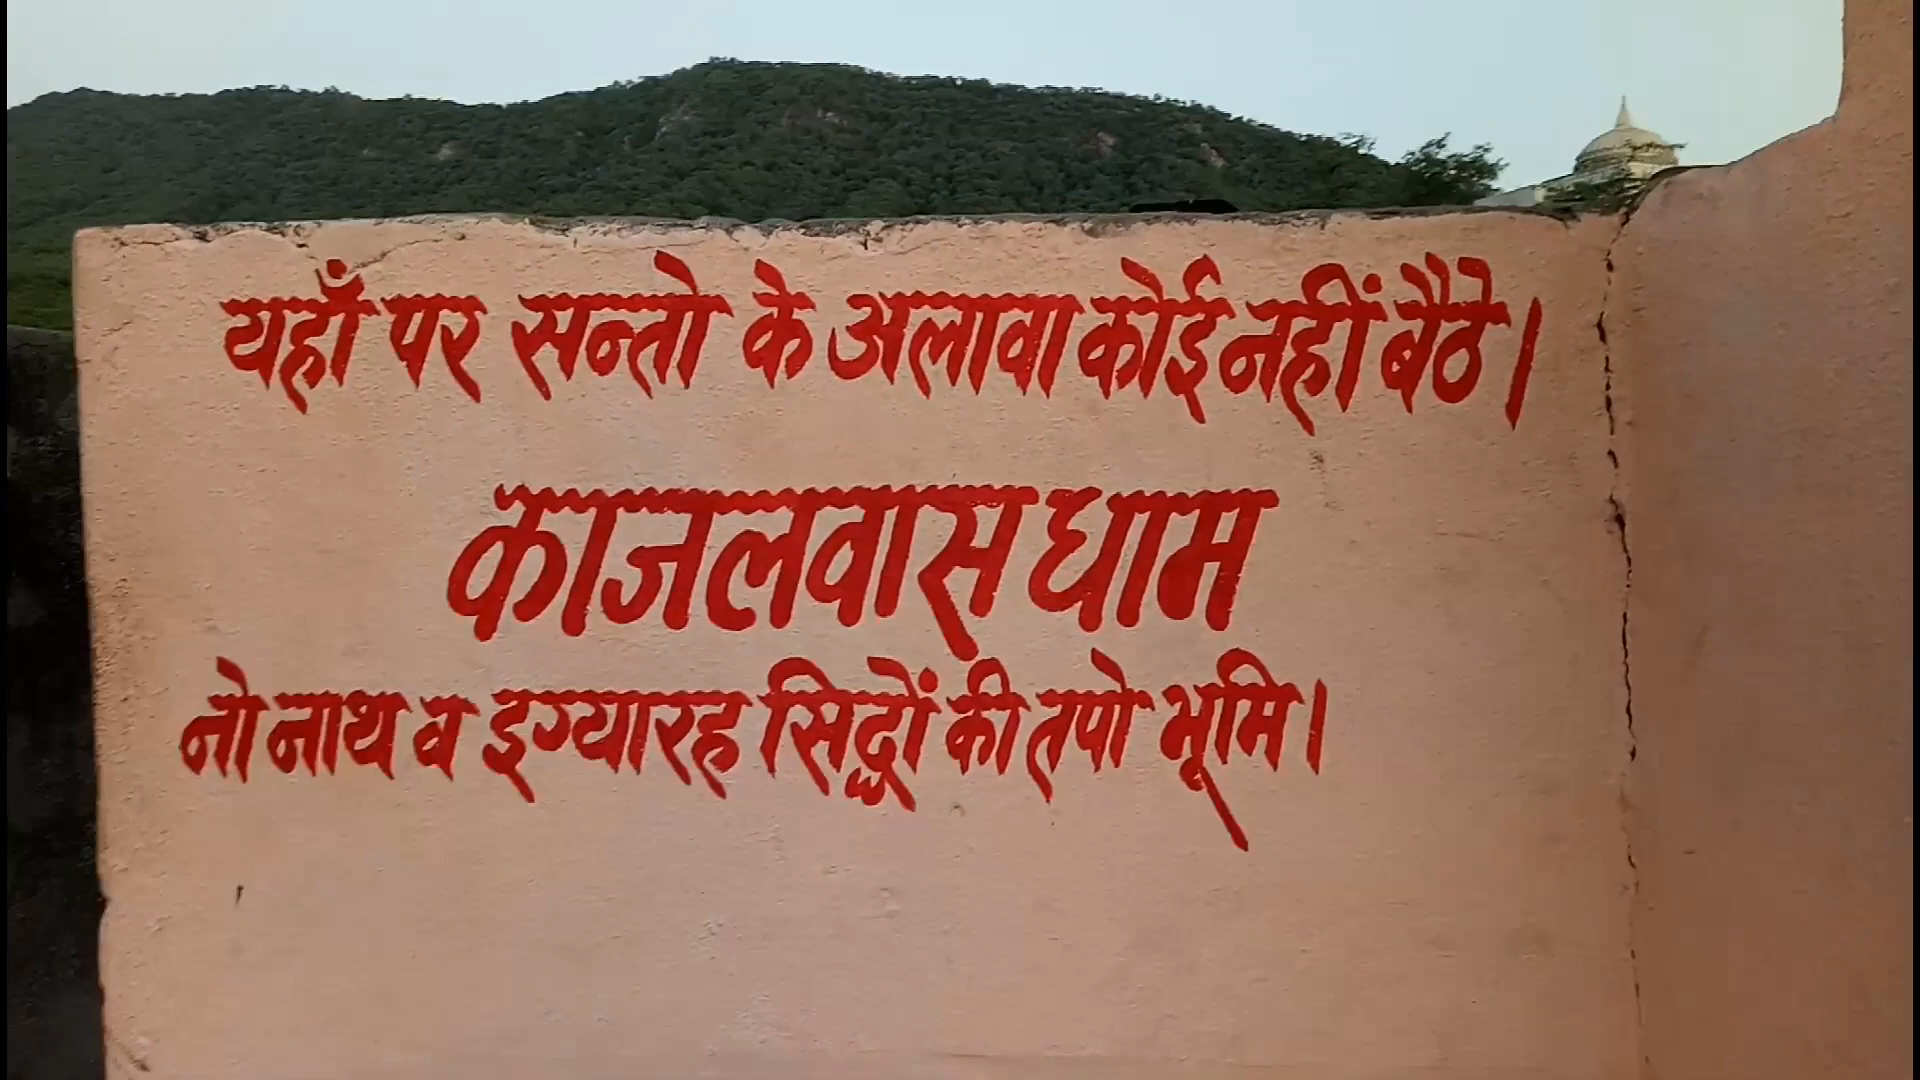 यहाँ पर सन्तो के अलावा कोई नहीं बैठे।
काजलवास धाम
नो नाथ व इग्यारह सिद्धों की तपो भूमि।